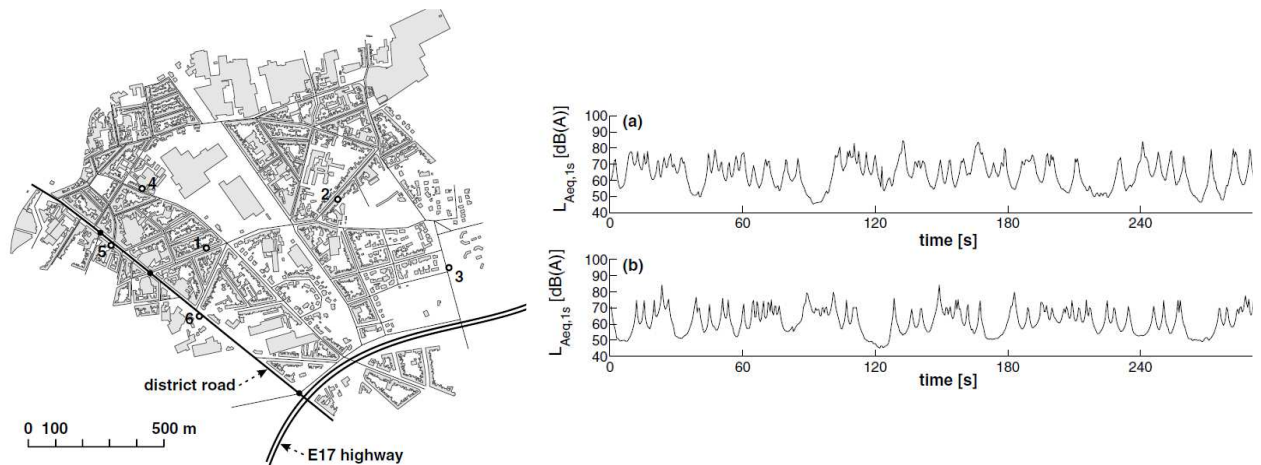 4
2
5
1
3
6
district road
0 100 500 m
E17 highway
(a)
L_Aeq,1s [dB(A)]
100
90
80
70
60
50
40
0 60 120 180 240
time [s]
(b)
L_Aeq,1s [dB(A)]
100
90
80
70
60
50
40
0 60 120 180 240
time [s]